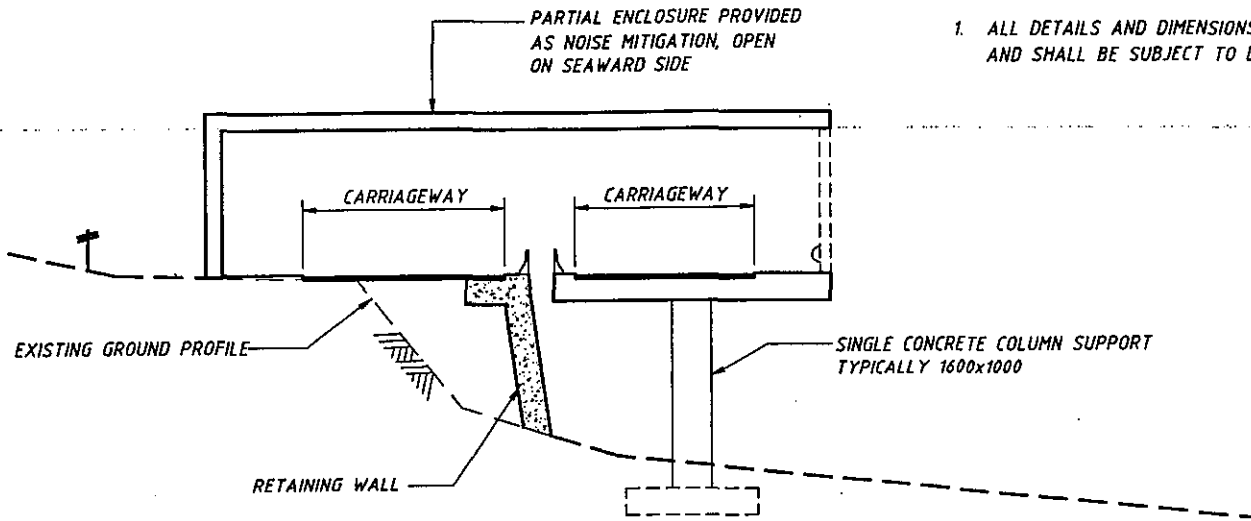 PARTIAL ENCLOSURE PROVIDED
AS NOISE MITIGATION, OPEN
ON SEAWARD SIDE
1. ALL DETAILS AND DIMENSIONS
AND SHALL BE SUBJECT TO
CARRIAGEWAY
CARRIAGEWAY
EXISTING GROUND PROFILE
SINGLE CONCRETE COLUMN SUPPORT
TYPICALLY 1600x1000
RETAINING WALL